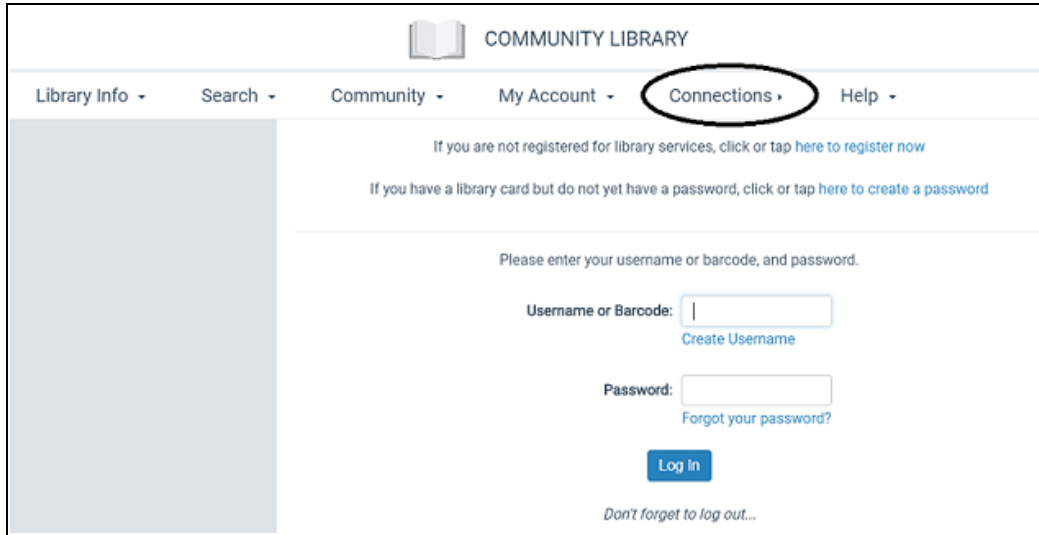 COMMUNITY LIBRARY
Library Info Search Community My Account Connections Help
If you are not registered for library services, click or tap here to register now
If you have a library card but do not yet have a password, click or tap here to create a password
Please enter your username or barcode, and password.
Username or Barcode:
Create Username
Password:
Forgot your password?
Log In
Don't forget to log out...